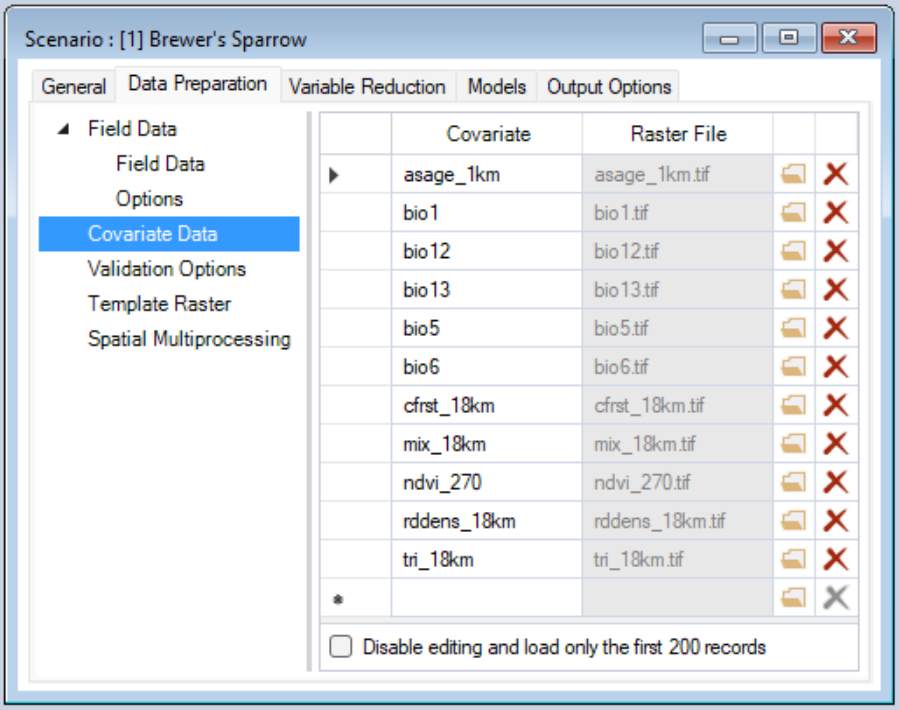 Scenario : [1] Brewer's Sparrow
General Data Preparation Variable Reduction Models Output Options
Field Data
Field Data
Options
Covariate Data
Validation Options
Template Raster
Spatial Multiprocessing
Covariate Raster File
asage_1km asage_1km.tif
bio1 bio1.tif
bio12 bio12.tif
bio13 bio13.tif
bio5 bio5.tif
bio6 bio6.tif
cfrst_18km cfrst_18km.tif
mix_18km mix_18km.tif
ndvi_270 ndvi_270.tif
rddens_18km rddens_18km.tif
tri_18km tri_18km.tif
Disable editing and load only the first 200 records